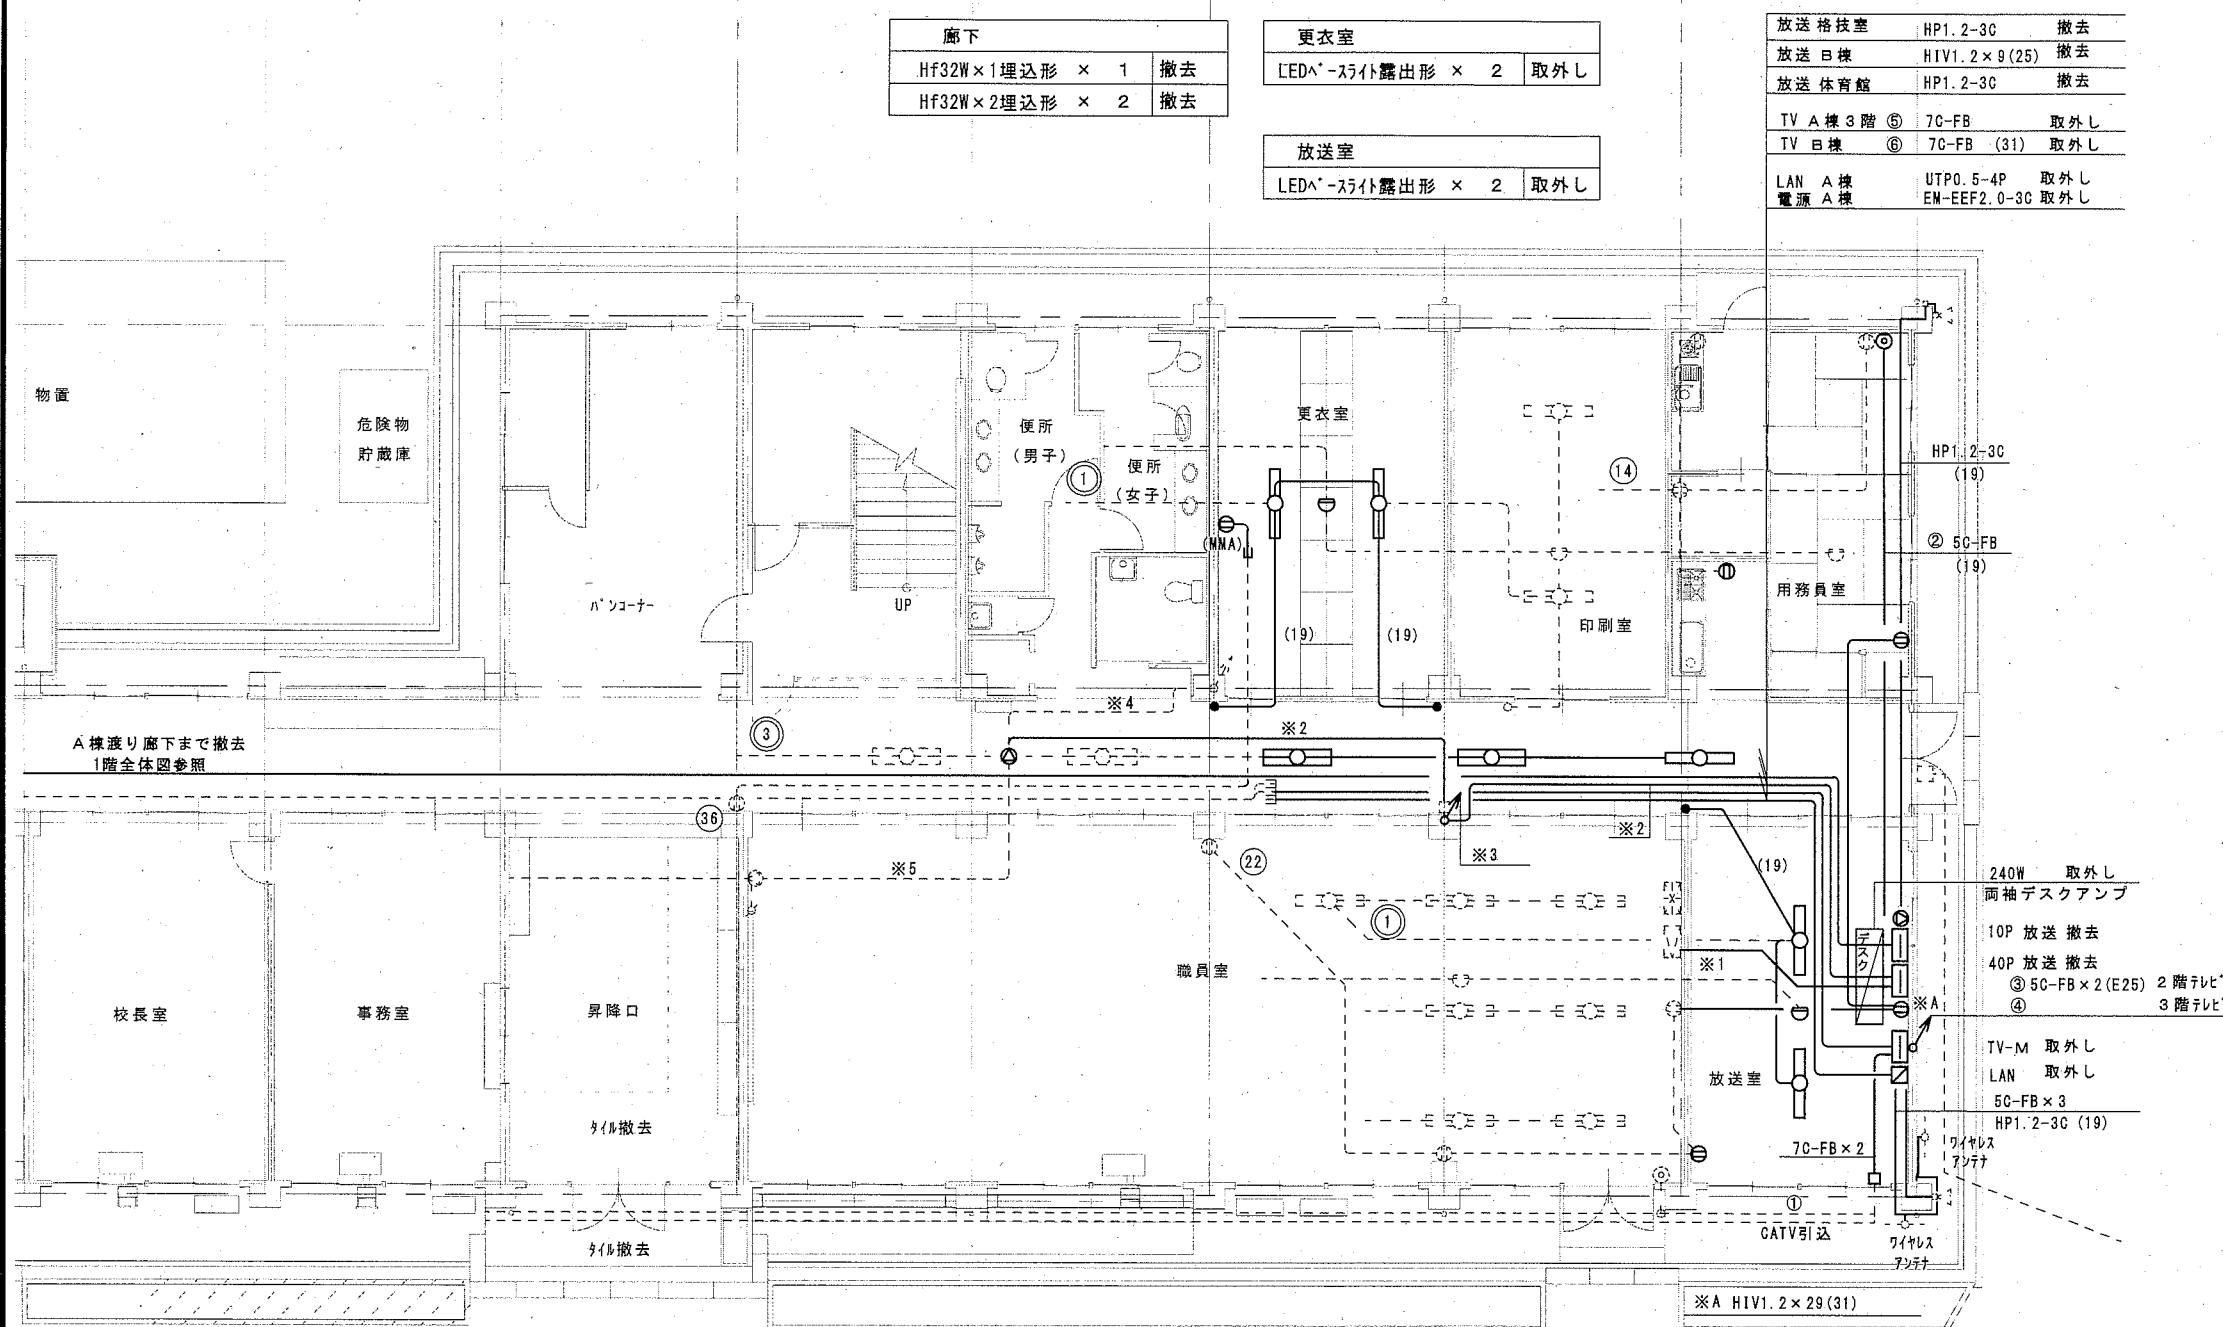 廊下
Hf32W×1埋込形 × 1 撤去
Hf32W×2埋込形 × 2 撤去
更衣室
LEDベースライト露出形 × 2 取外し
放送室
LEDベースライト露出形 × 2 取外し
放送 格技室 HP1.2-3C 撤去
放送 B棟 HIV1.2×9(25) 撤去
放送 体育館 HP1.2-3C 撤去
TV A棟3階 ⑤ 7C-FB 取外し
TV B棟 ⑥ 7C-FB (31) 取外し
LAN A棟 UTP0.5-4P 取外し
電源 A棟 EM-EEF2.0-3C 取外し
物置
危険物
貯蔵庫
パンコーナー
UP
便所
(男子)
便所
(女子)
①
更衣室
(MMA)
(19)
(19)
印刷室
⑭
用務員室
HP1.2-3C
(19)
② 5C-FB
(19)
※4
③
※2
A棟渡り廊下まで撤去
1階全体図参照
㊱
※5
㉒
※3
※2
(19)
①
※1
職員室
校長室
事務室
昇降口
タイル撤去
タイル撤去
放送室
デスク
※A
240W 取外し
両袖デスクアンプ
10P 放送 撤去
40P 放送 撤去
③ 5C-FB×2(E25) 2階テレビ
④ 3階テレビ
TV-M 取外し
LAN 取外し
5C-FB×3
HP1.2-3C (19)
7C-FB×2
ワイヤレス
アンテナ
①
CATV引込
ワイヤレス
アンテナ
※A HIV1.2×29(31)